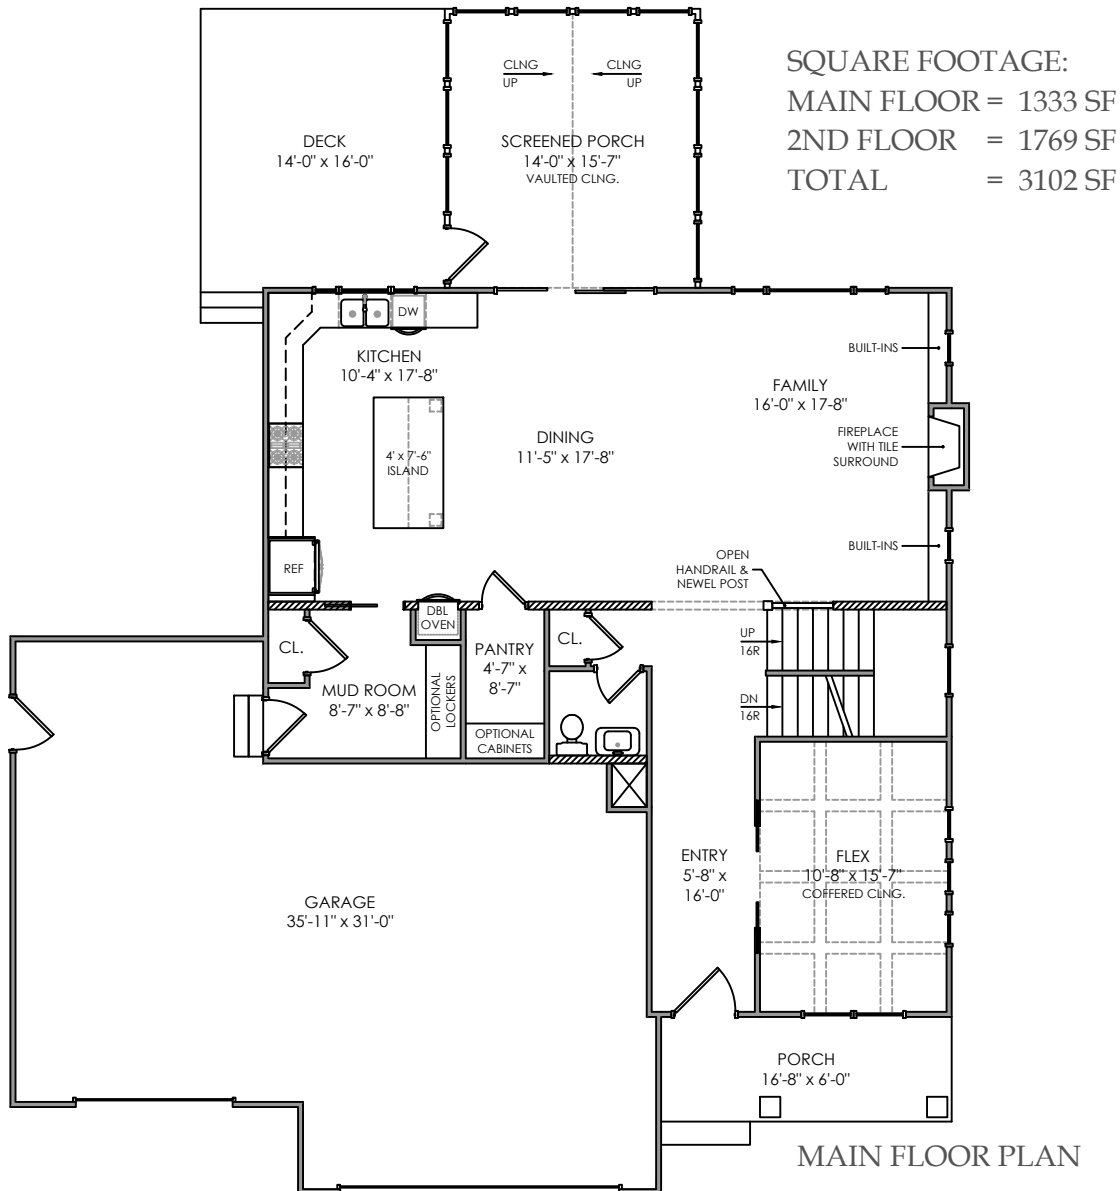 CLNG
UP
CLNG
UP
SQUARE FOOTAGE:
MAIN FLOOR = 1333 SF
2ND FLOOR = 1769 SF
TOTAL = 3102 SF
DECK
14'-0" x 16'-0"
SCREENED PORCH
14'-0" x 15'-7"
VAULTED CLNG.
DW
KITCHEN
10'-4" x 17'-8"
BUILT-INS
FAMILY
16'-0" x 17-8"
4' x 7'-6"
ISLAND
DINING
11'-5" x 17'-8"
FIREPLACE
WITH TILE
SURROUND
REF
OPEN
HANDRAIL &
NEWEL POST
BUILT-INS
DBL
OVEN
CL.
PANTRY
4'-7" x
8'-7"
CL.
UP
16R
MUD ROOM
8'-7" x 8'-8"
OPTIONAL
LOCKERS
DN
16R
OPTIONAL
CABINETS
ENTRY
5'-8" x
16'-0"
FLEX
10'-8" x 15'-7"
COFFERED CLNG.
GARAGE
35'-11" x 31'-0"
PORCH
16'-8" x 6'-0"
MAIN FLOOR PLAN